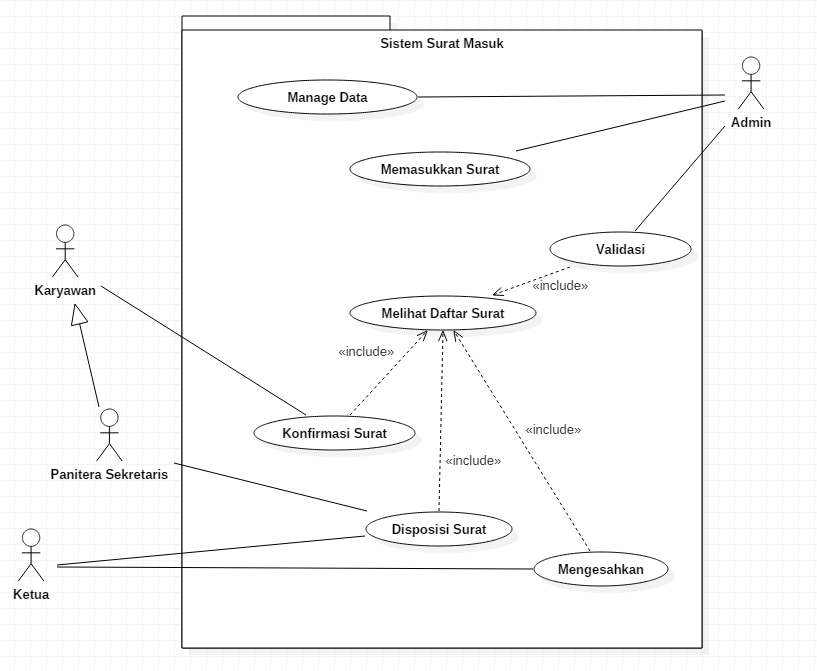 Sistem Surat Masuk
Manage Data
Admin
Memasukkan Surat
Validasi
Karyawan
«include»
Melihat Daftar Surat
«include»
Konfirmasi Surat
«include»
«include»
Panitera Sekretaris
Disposisi Surat
Mengesahkan
Ketua